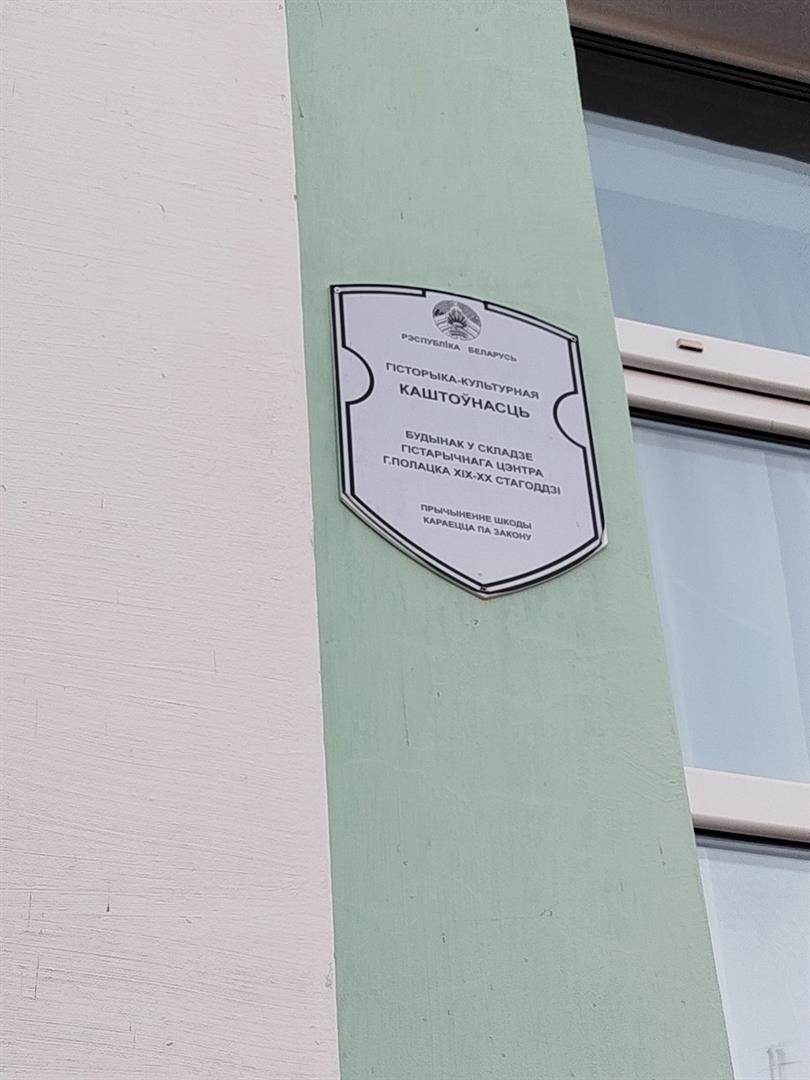 РЭСПУБЛІКА БЕЛАРУСЬ
ГІСТОРЫКА-КУЛЬТУРНАЯ
КАШТОЎНАСЦЬ
БУДЫНАК У СКЛАДЗЕ
ГІСТАРЫЧНАГА ЦЭНТРА
Г.ПОЛАЦКА XIX-XX СТАГОДДЗІ
ПРЫЧЫНЕННЕ ШКОДЫ
КАРАЕЦЦА ПА ЗАКОНУ